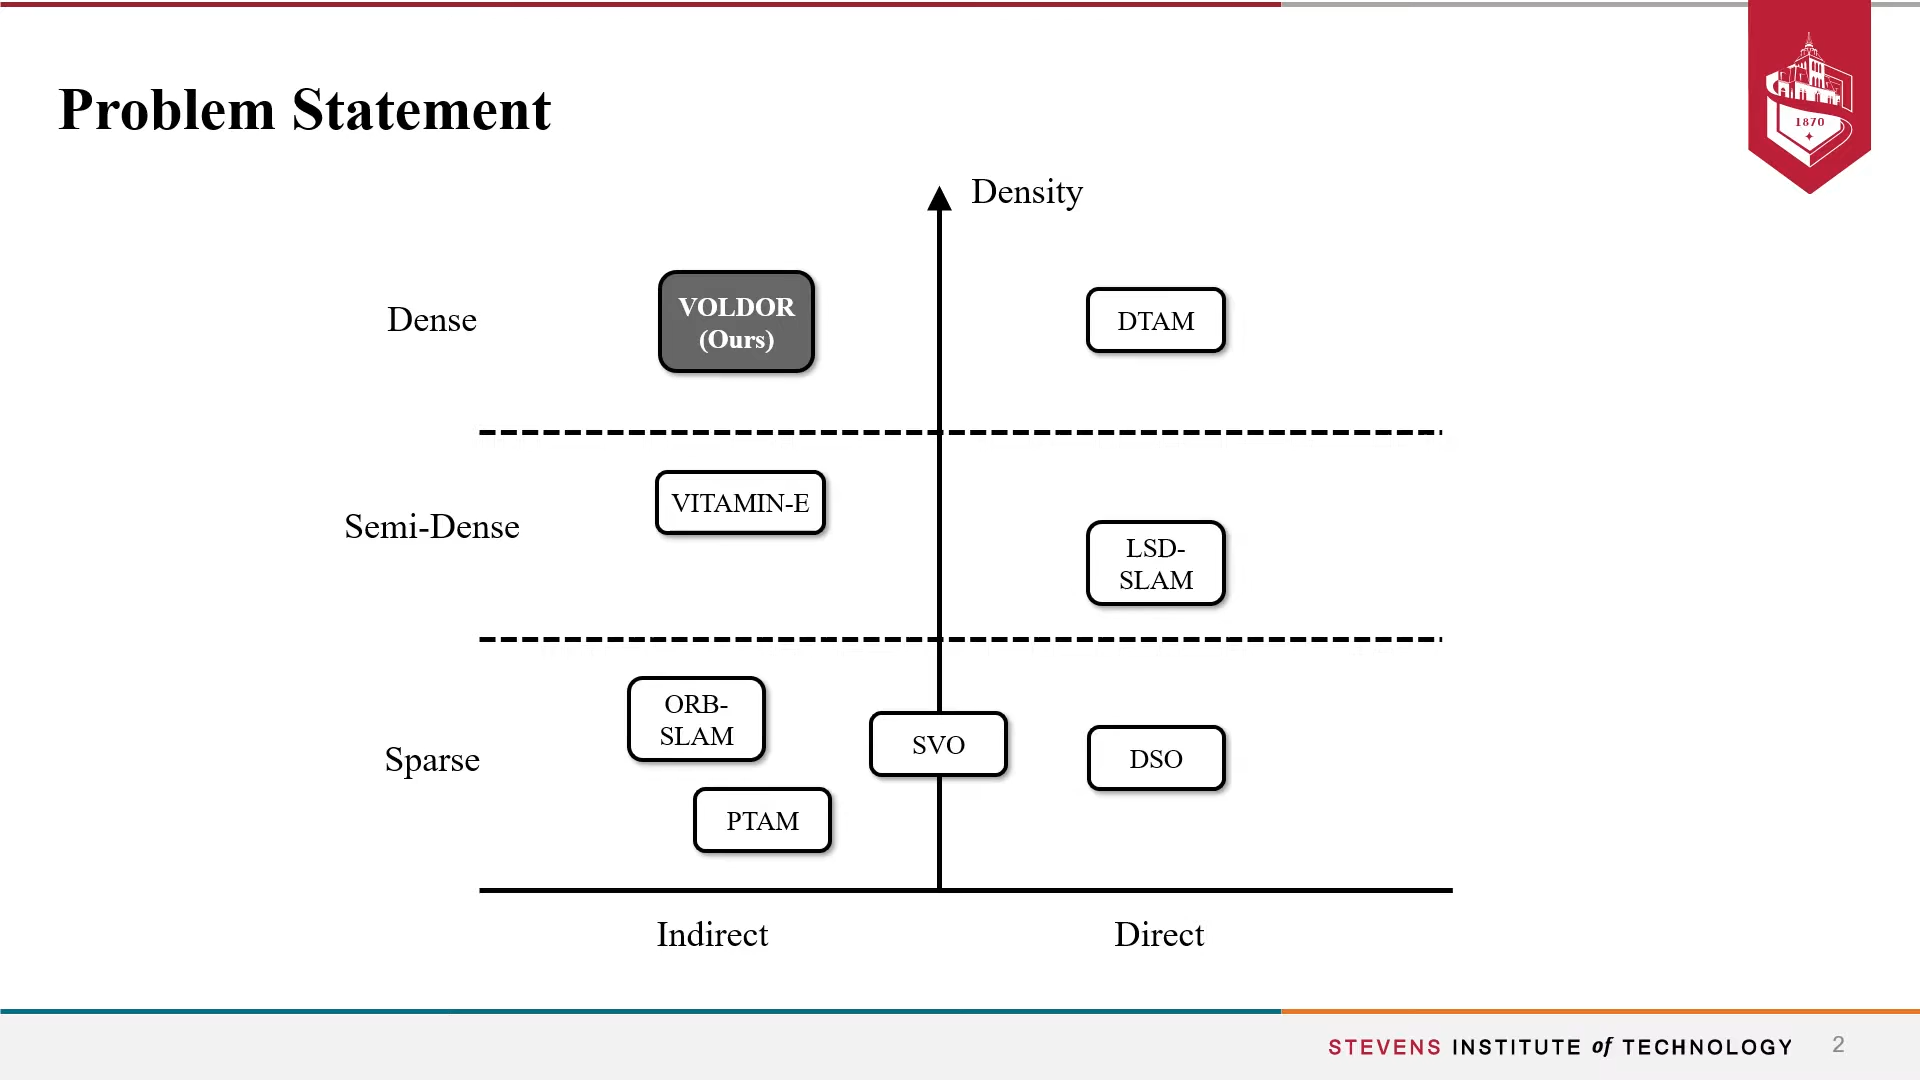 Problem Statement
1870
Density
Dense
VOLDOR
(Ours)
DTAM
Semi-Dense
VITAMIN-E
LSD-
SLAM
Sparse
ORB-
SLAM
SVO
DSO
PTAM
Indirect
Direct
STEVENS INSTITUTE of TECHNOLOGY
2